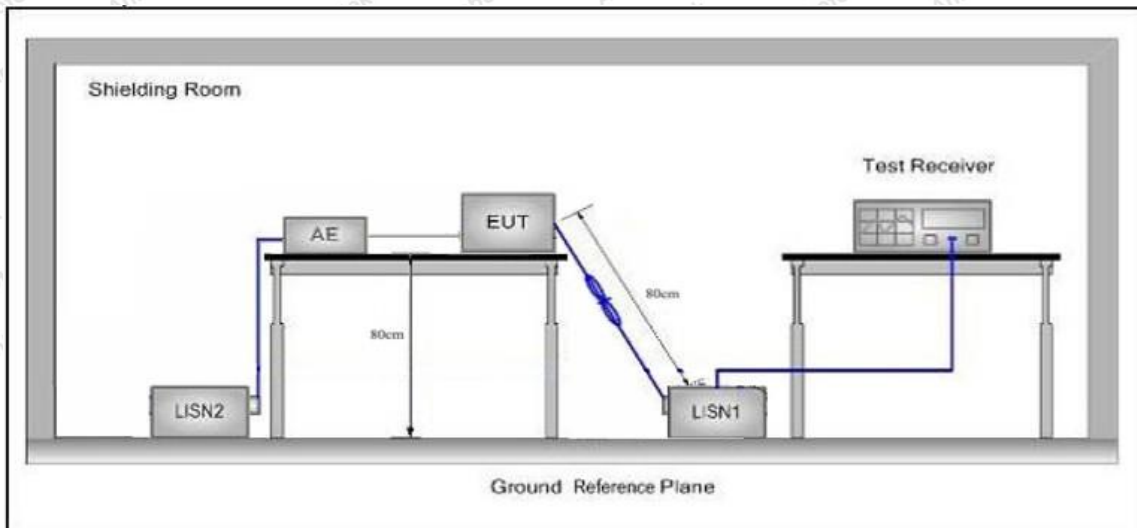 Shielding Room
Test Receiver
EUT
AE
80cm
80cm
LISN2
LISN1
Ground Reference Plane